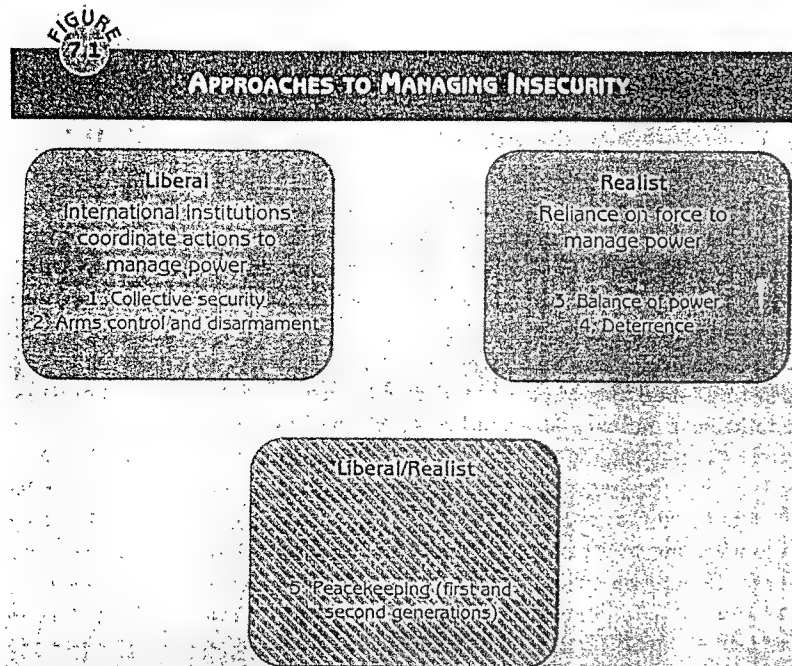 FIGURE
7.1
APPROACHES TO MANAGING INSECURITY
Liberal
International Institutions
coordinate actions to
manage power
1. Collective security
2. Arms control and disarmament
Realist
Reliance on force to
manage power
3. Balance of power
4. Deterrence
Liberal/Realist
5. Peacekeeping (first and
second generations)